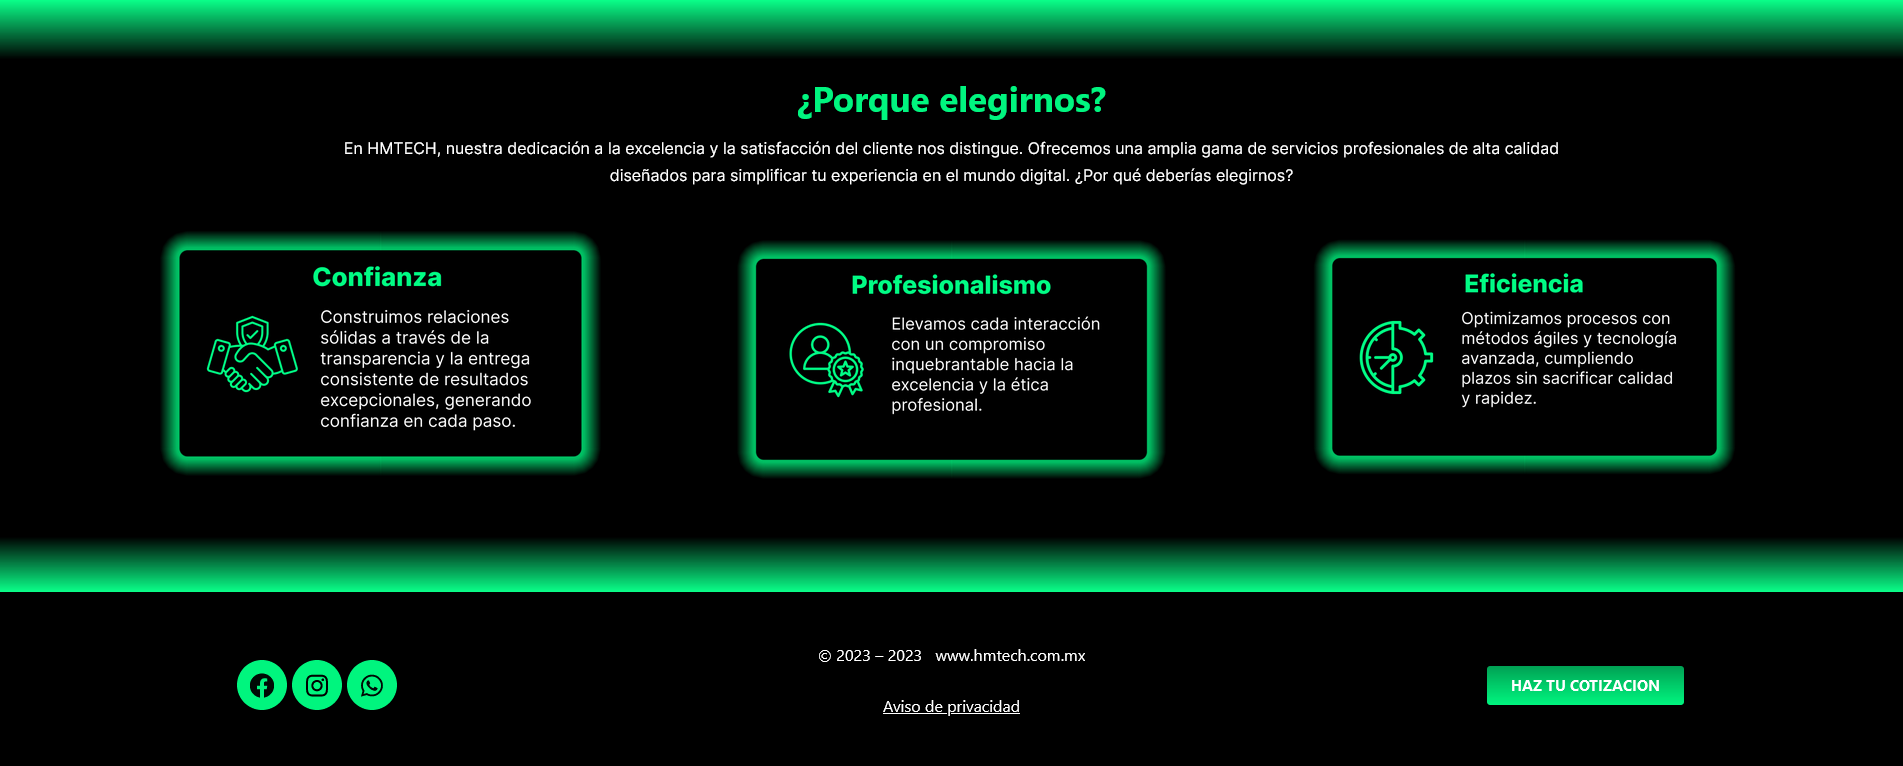 ¿Porque elegirnos?
En HMTECH, nuestra dedicación a la excelencia y la satisfacción del cliente nos distingue. Ofrecemos una amplia gama de servicios profesionales de alta calidad
diseñados para simplificar tu experiencia en el mundo digital. ¿Por qué deberías elegirnos?
Confianza
Construimos relaciones
sólidas a través de la
transparencia y la entrega
consistente de resultados
excepcionales, generando
confianza en cada paso.
Profesionalismo
Elevamos cada interacción
con un compromiso
inquebrantable hacia la
excelencia y la ética
profesional.
Eficiencia
Optimizamos procesos con
métodos ágiles y tecnología
avanzada, cumpliendo
plazos sin sacrificar calidad
y rapidez.
© 2023 – 2023 www.hmtech.com.mx
Aviso de privacidad
HAZ TU COTIZACION